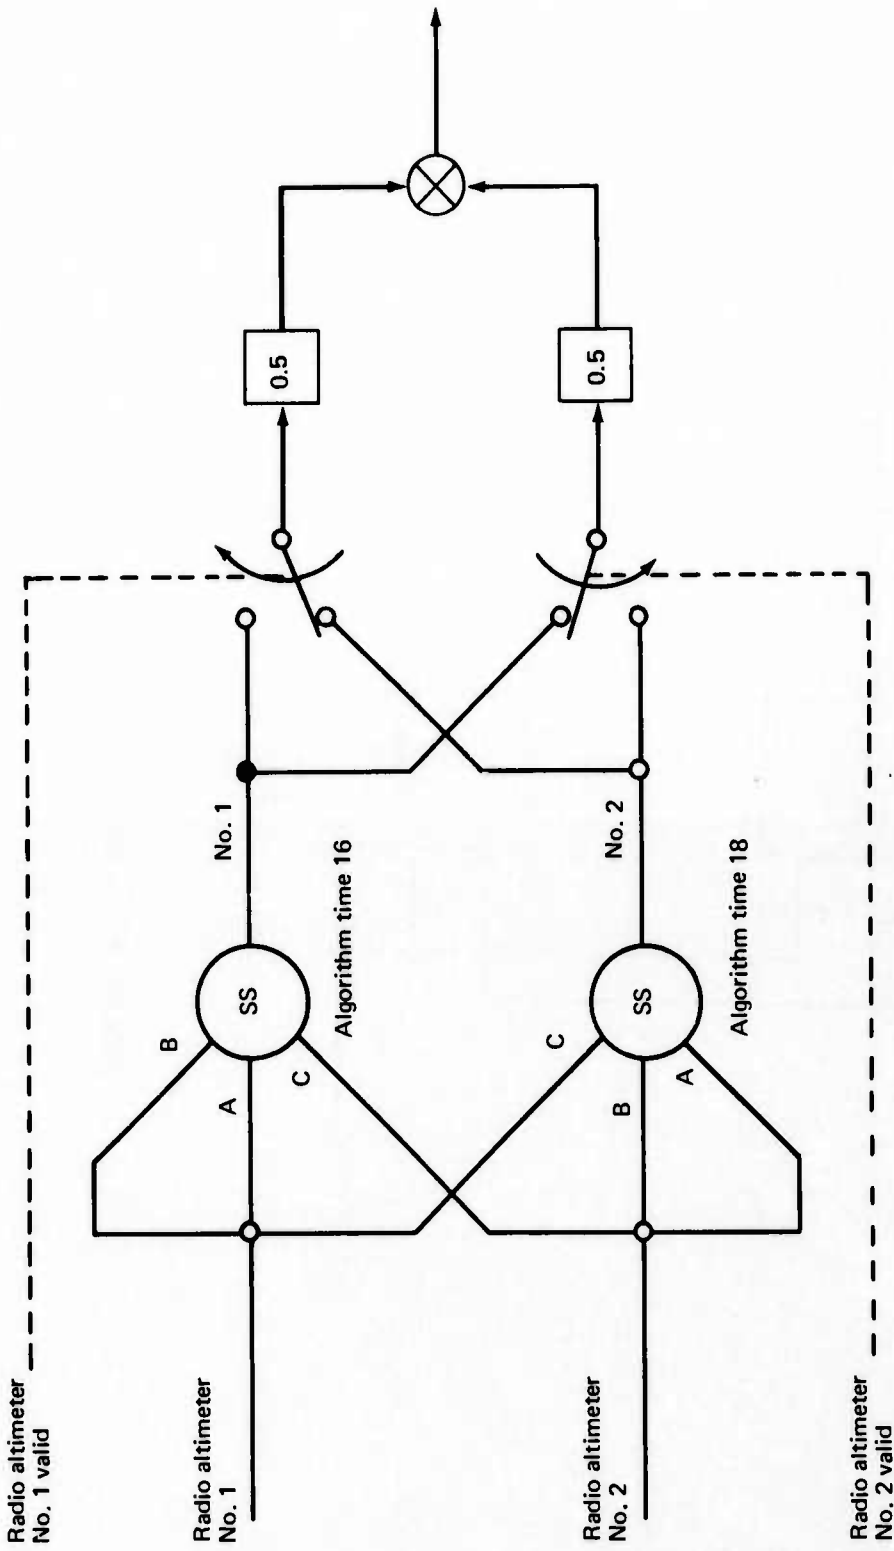 Radio altimeter
No. 1 valid
Radio altimeter
No. 1
B
A
C
SS
Algorithm time 16
No. 1
0.5
Radio altimeter
No. 2
C
B
A
SS
Algorithm time 18
No. 2
0.5
Radio altimeter
No. 2 valid